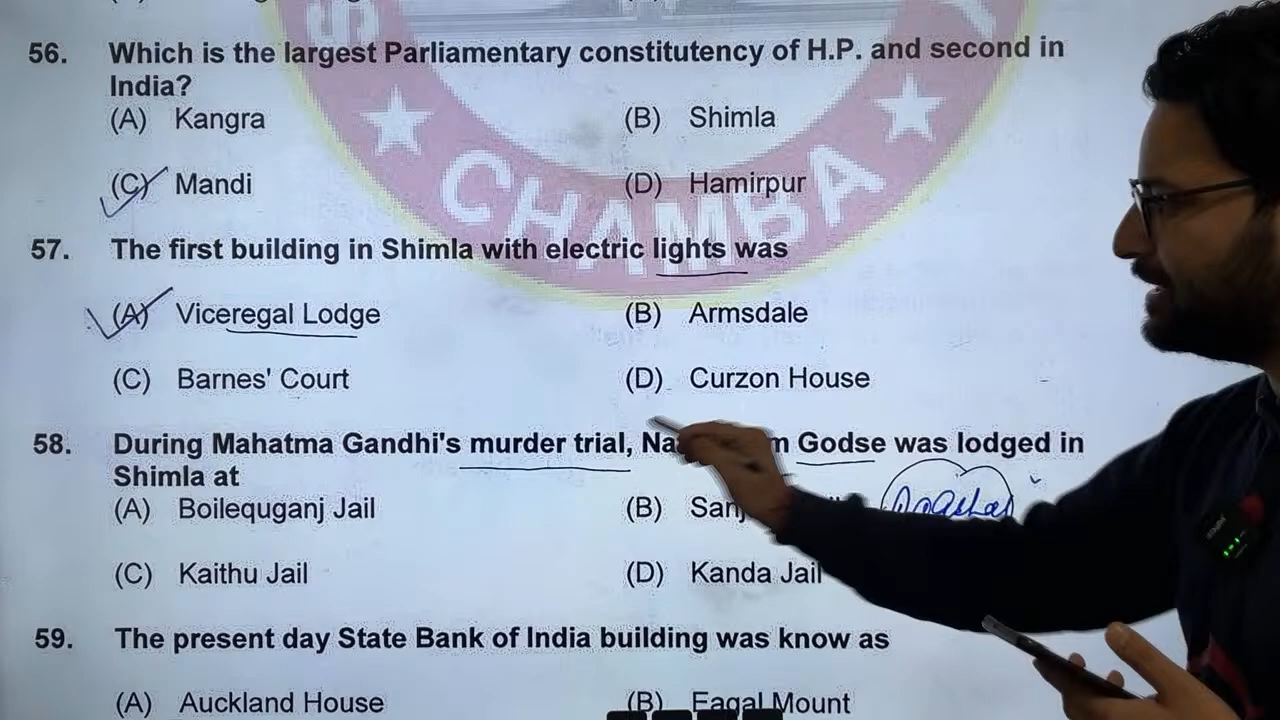 CHAMBA
56. Which is the largest Parliamentary constitutency of H.P. and second in
India?
(A) Kangra (B) Shimla
(C) Mandi (D) Hamirpur
57. The first building in Shimla with electric lights was
(A) Viceregal Lodge (B) Armsdale
(C) Barnes' Court (D) Curzon House
58. During Mahatma Gandhi's murder trial, Godse was lodged in
Shimla at
(A) Boilequganj Jail (B)
(C) Kaithu Jail (D) Kanda Jail
59. The present day State Bank of India building was know as
(A) Auckland House (B) Eagal Mount